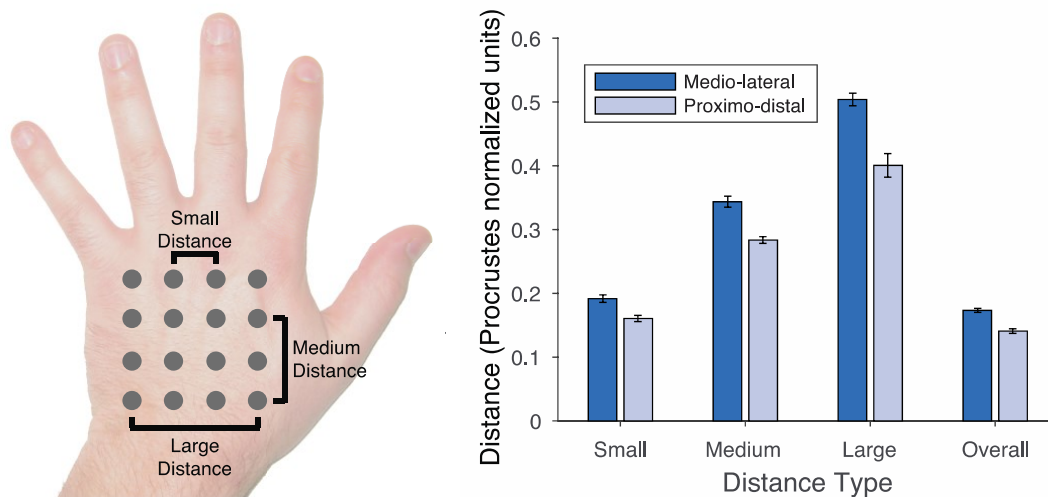 Small
Distance
Medium
Distance
Large
Distance
Distance (Procrustes normalized units)
0.6
0.5
0.4
0.3
0.2
0.1
0
Medio-lateral
Proximo-distal
Small
Medium
Large
Overall
Distance Type